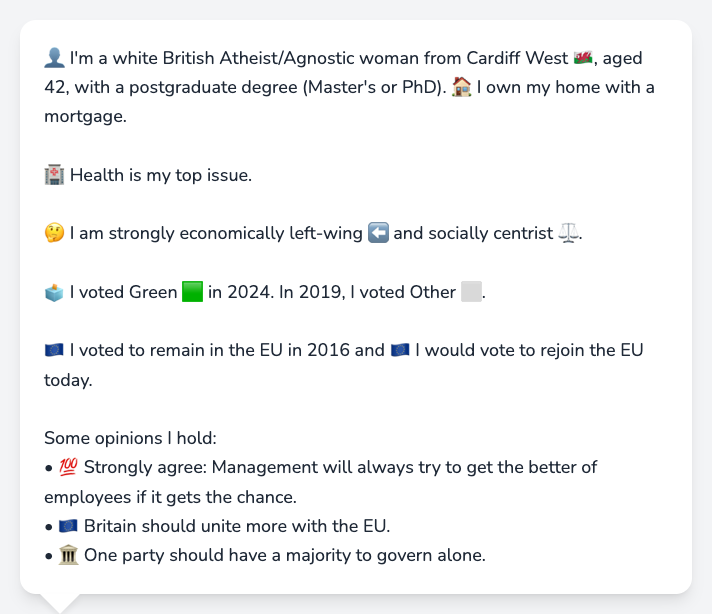 👤 I'm a white British Atheist/Agnostic woman from Cardiff West 🏴󠁧󠁢󠁷󠁬󠁳󠁿, aged
42, with a postgraduate degree (Master's or PhD). 🏠 I own my home with a
mortgage.
🏥 Health is my top issue.
🤔 I am strongly economically left-wing ⬅️ and socially centrist ⚖️.
🗳️ I voted Green 🟩 in 2024. In 2019, I voted Other ⬜.
🇪🇺 I voted to remain in the EU in 2016 and 🇪🇺 I would vote to rejoin the EU
today.
Some opinions I hold:
• 💯 Strongly agree: Management will always try to get the better of
employees if it gets the chance.
• 🇪🇺 Britain should unite more with the EU.
• 🏛️ One party should have a majority to govern alone.